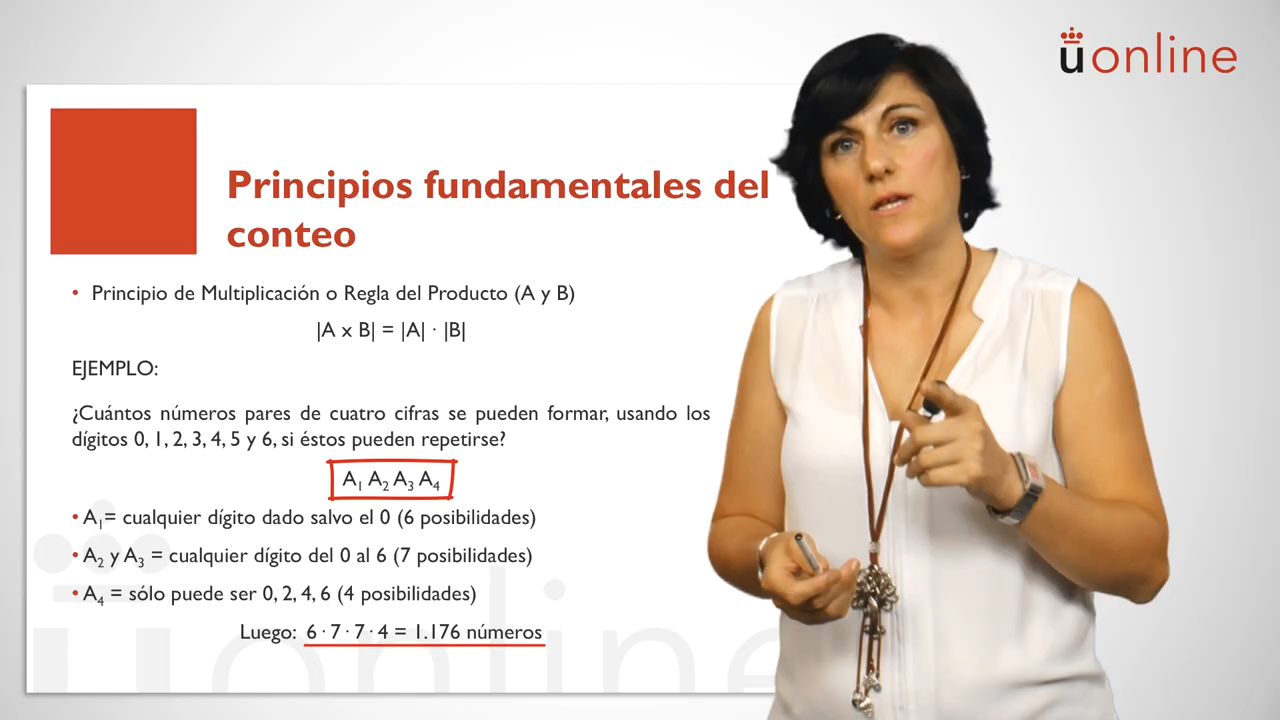 üonline
Principios fundamentales del
conteo
• Principio de Multiplicación o Regla del Producto (A y B)
|A x B| = |A| · |B|
EJEMPLO:
¿Cuántos números pares de cuatro cifras se pueden formar, usando los
dígitos 0, 1, 2, 3, 4, 5 y 6, si éstos pueden repetirse?
A₁ A₂ A₃ A₄
• A₁= cualquier dígito dado salvo el 0 (6 posibilidades)
• A₂ y A₃ = cualquier dígito del 0 al 6 (7 posibilidades)
• A₄ = sólo puede ser 0, 2, 4, 6 (4 posibilidades)
Luego: 6 · 7 · 7 · 4 = 1.176 números
üonline